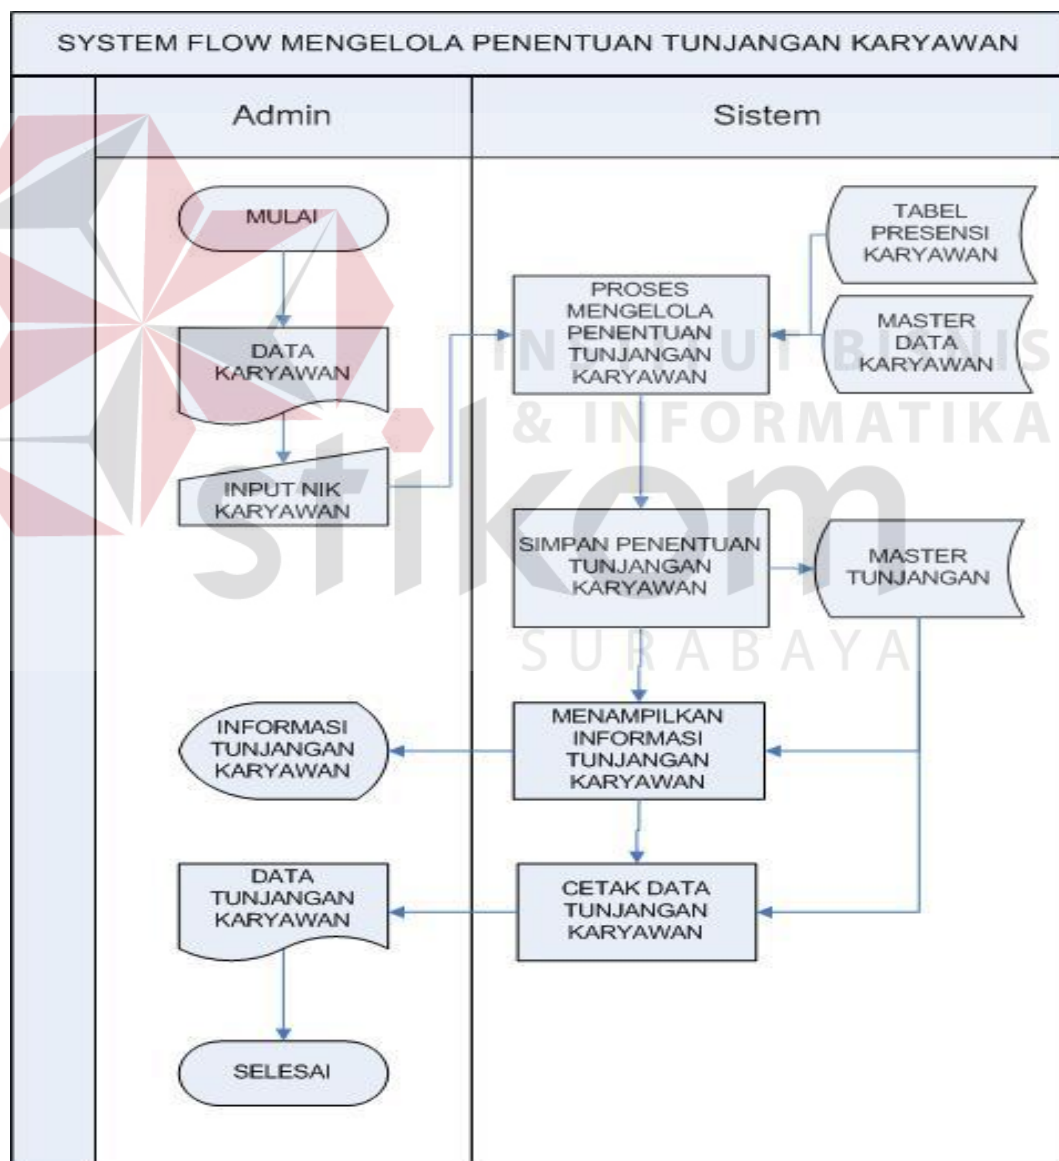 SYSTEM FLOW MENGELOLA PENENTUAN TUNJANGAN KARYAWAN
Admin
Sistem
MULAI
TABEL
PRESENSI
KARYAWAN
DATA
KARYAWAN
PROSES
MENGELOLA
PENENTUAN
TUNJANGAN
KARYAWAN
MASTER
DATA
KARYAWAN
INPUT NIK
KARYAWAN
SIMPAN PENENTUAN
TUNJANGAN
KARYAWAN
MASTER
TUNJANGAN
INFORMASI
TUNJANGAN
KARYAWAN
MENAMPILKAN
INFORMASI
TUNJANGAN
KARYAWAN
DATA
TUNJANGAN
KARYAWAN
CETAK DATA
TUNJANGAN
KARYAWAN
SELESAI
INSTITUT BISNIS
& INFORMATIKA
stikom
SURABAYA